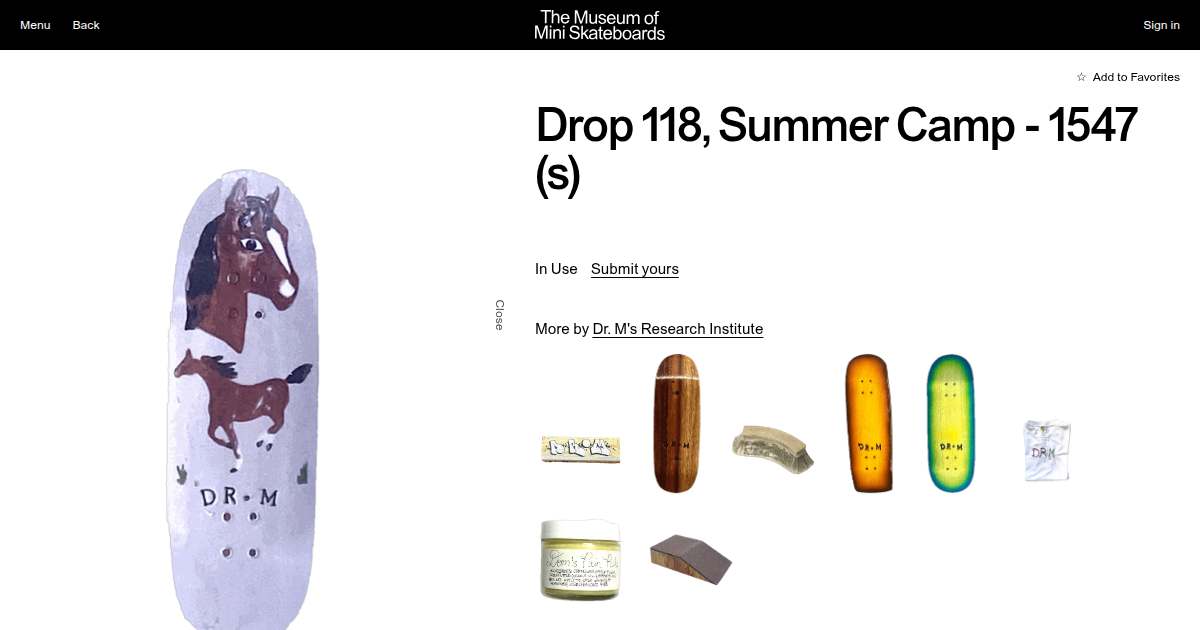 Menu
Back
The Museum of
Mini Skateboards
Sign in
☆ Add to Favorites
Drop 118, Summer Camp - 1547
(s)
In Use
Submit yours
Close
More by Dr. M's Research Institute
DR·M
DR·M
DR·M
DR·M
DR·M